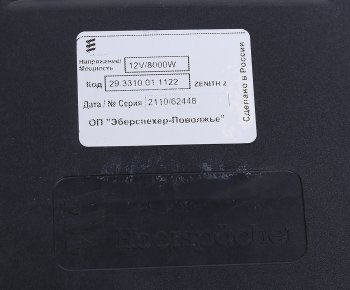 Напряжение/ 12V/8000W
Мощность
Код 29.3310.01.1122 ZENITH 2
Дата / № Серия 2110/62448
ОП "Эберспехер-Поволжье"
Сделано в России
Eberspächer